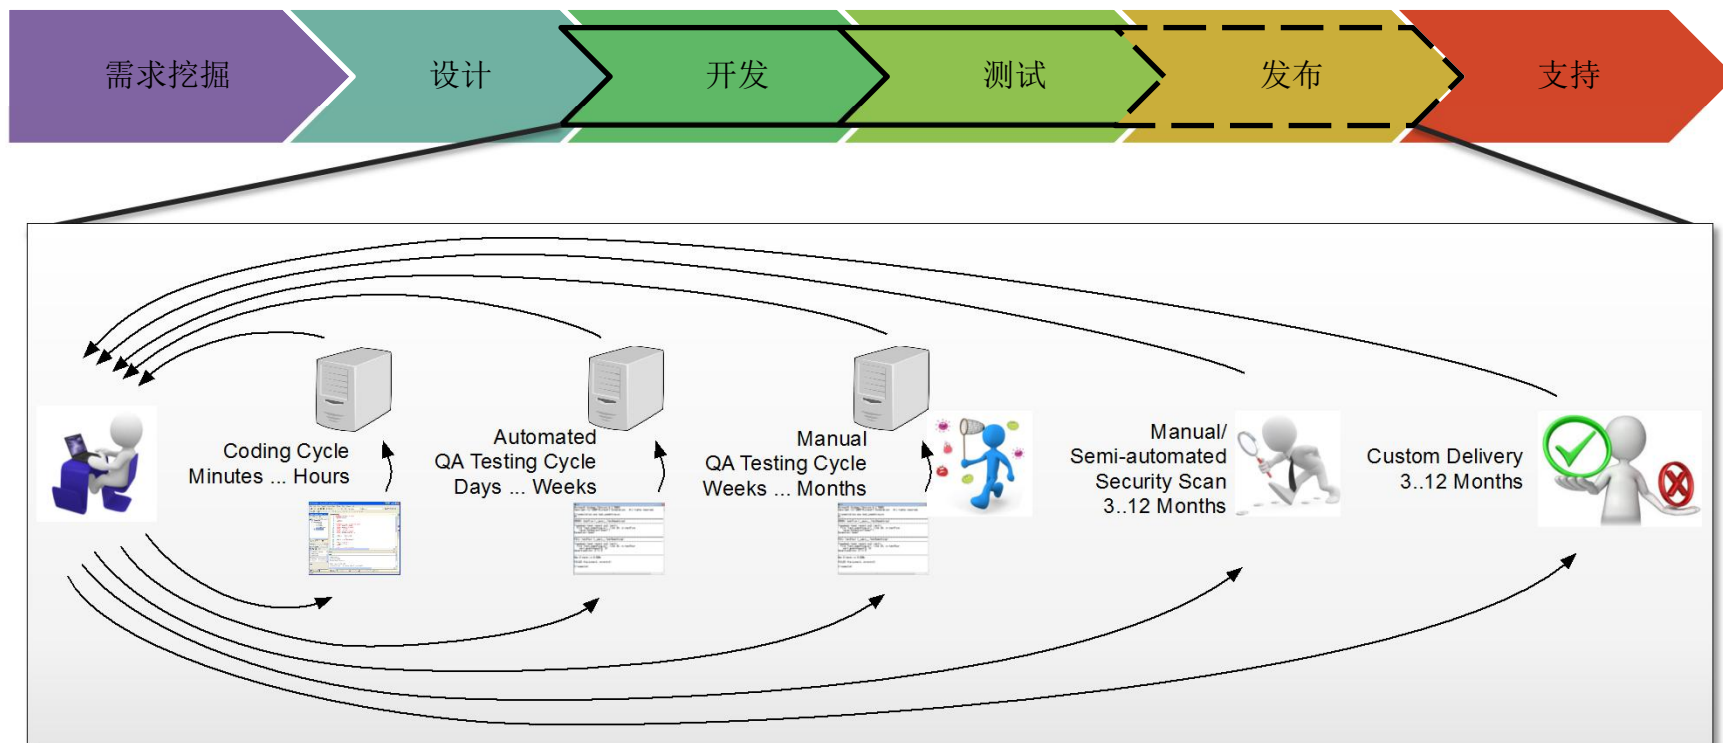 需求挖掘
设计
开发
测试
发布
支持
Coding Cycle
Minutes ... Hours
Automated
QA Testing Cycle
Days ... Weeks
Manual
QA Testing Cycle
Weeks ... Months
Manual/
Semi-automated
Security Scan
3..12 Months
Custom Delivery
3..12 Months